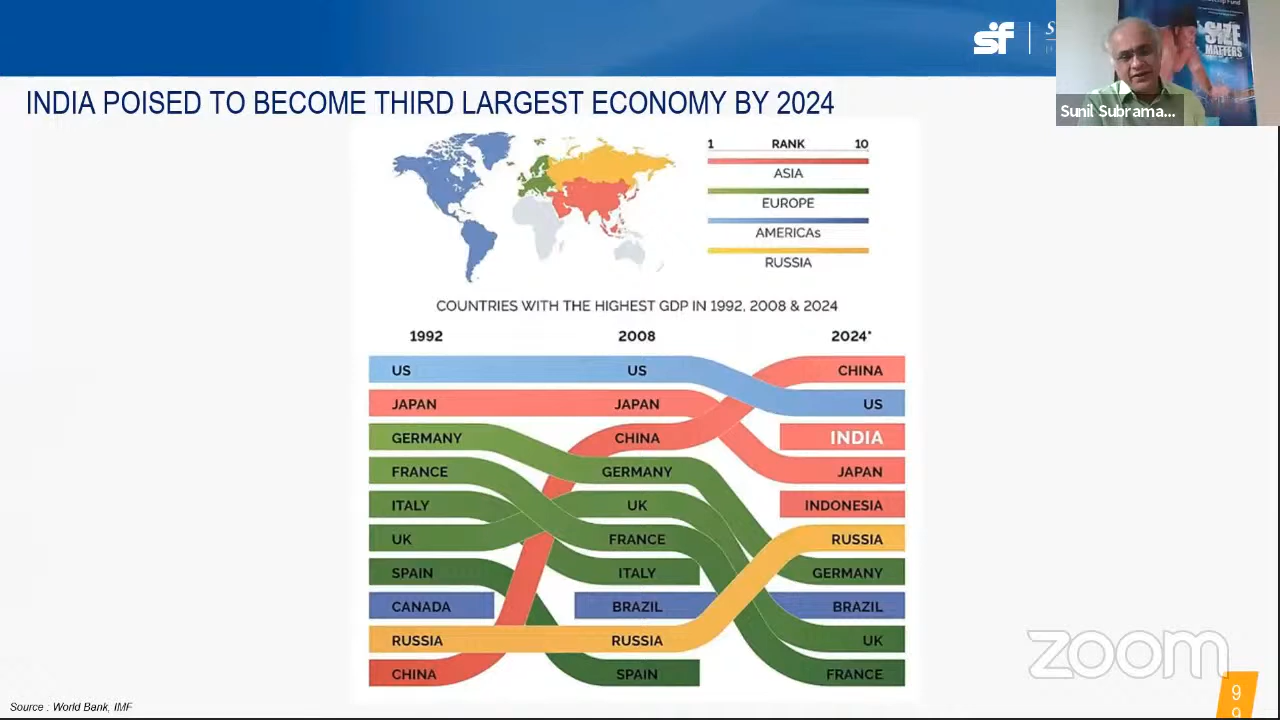 sf
SIZE
MATTERS
Sunil Subrama...
INDIA POISED TO BECOME THIRD LARGEST ECONOMY BY 2024
1 RANK 10
ASIA
EUROPE
AMERICAs
RUSSIA
COUNTRIES WITH THE HIGHEST GDP IN 1992, 2008 & 2024
1992 2008 2024*
US US CHINA
JAPAN JAPAN US
GERMANY CHINA INDIA
FRANCE GERMANY JAPAN
ITALY UK INDONESIA
UK FRANCE RUSSIA
SPAIN ITALY GERMANY
CANADA BRAZIL BRAZIL
RUSSIA RUSSIA UK
CHINA SPAIN FRANCE
zoom
Source : World Bank, IMF
9
9